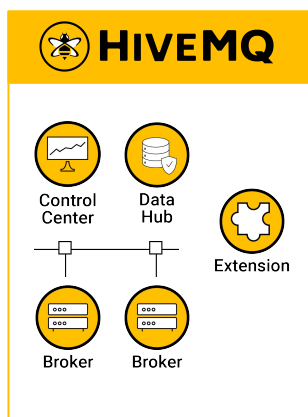 HIVEMQ
Control
Center
Data
Hub
Extension
Broker
Broker